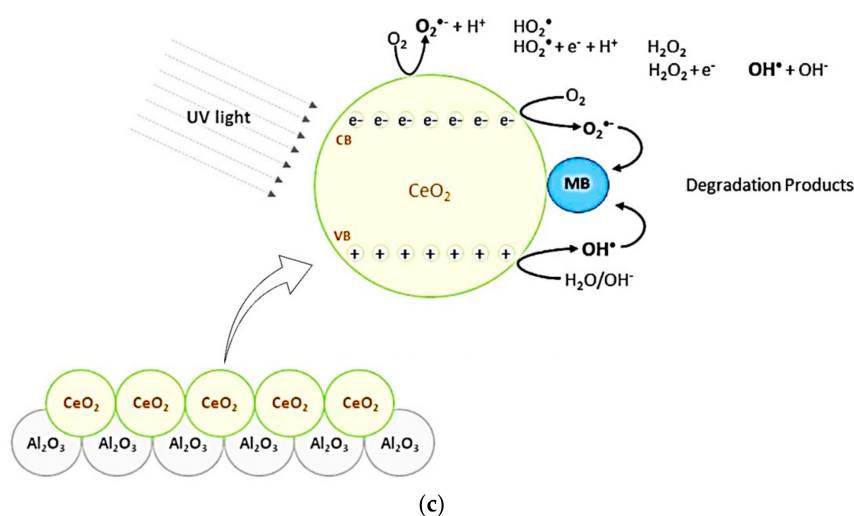 O₂ O₂•⁻ + H⁺ HO₂•
HO₂• + e⁻ + H⁺ H₂O₂
H₂O₂ + e⁻ OH• + OH⁻
UV light
O₂
e- e- e- e- e- e- e-
O₂•⁻
CB
CeO₂
MB
Degradation Products
VB
+ + + + + + +
OH•
H₂O/OH⁻
CeO₂ CeO₂ CeO₂ CeO₂ CeO₂
Al₂O₃ Al₂O₃ Al₂O₃ Al₂O₃ Al₂O₃ Al₂O₃
(c)